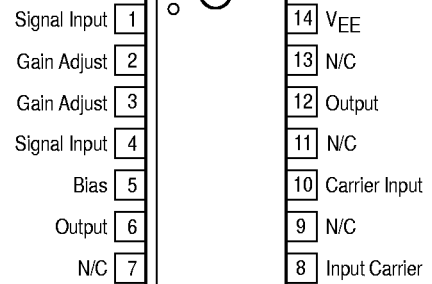 Signal Input 1 14 VEE
Gain Adjust 2 13 N/C
Gain Adjust 3 12 Output
Signal Input 4 11 N/C
Bias 5 10 Carrier Input
Output 6 9 N/C
N/C 7 8 Input Carrier